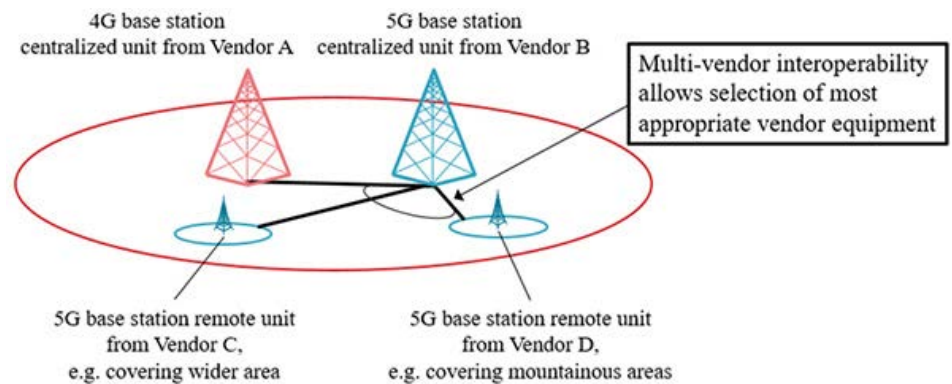 4G base station
centralized unit from Vendor A
5G base station
centralized unit from Vendor B
Multi-vendor interoperability
allows selection of most
appropriate vendor equipment
5G base station remote unit
from Vendor C,
e.g. covering wider area
5G base station remote unit
from Vendor D,
e.g. covering mountainous areas